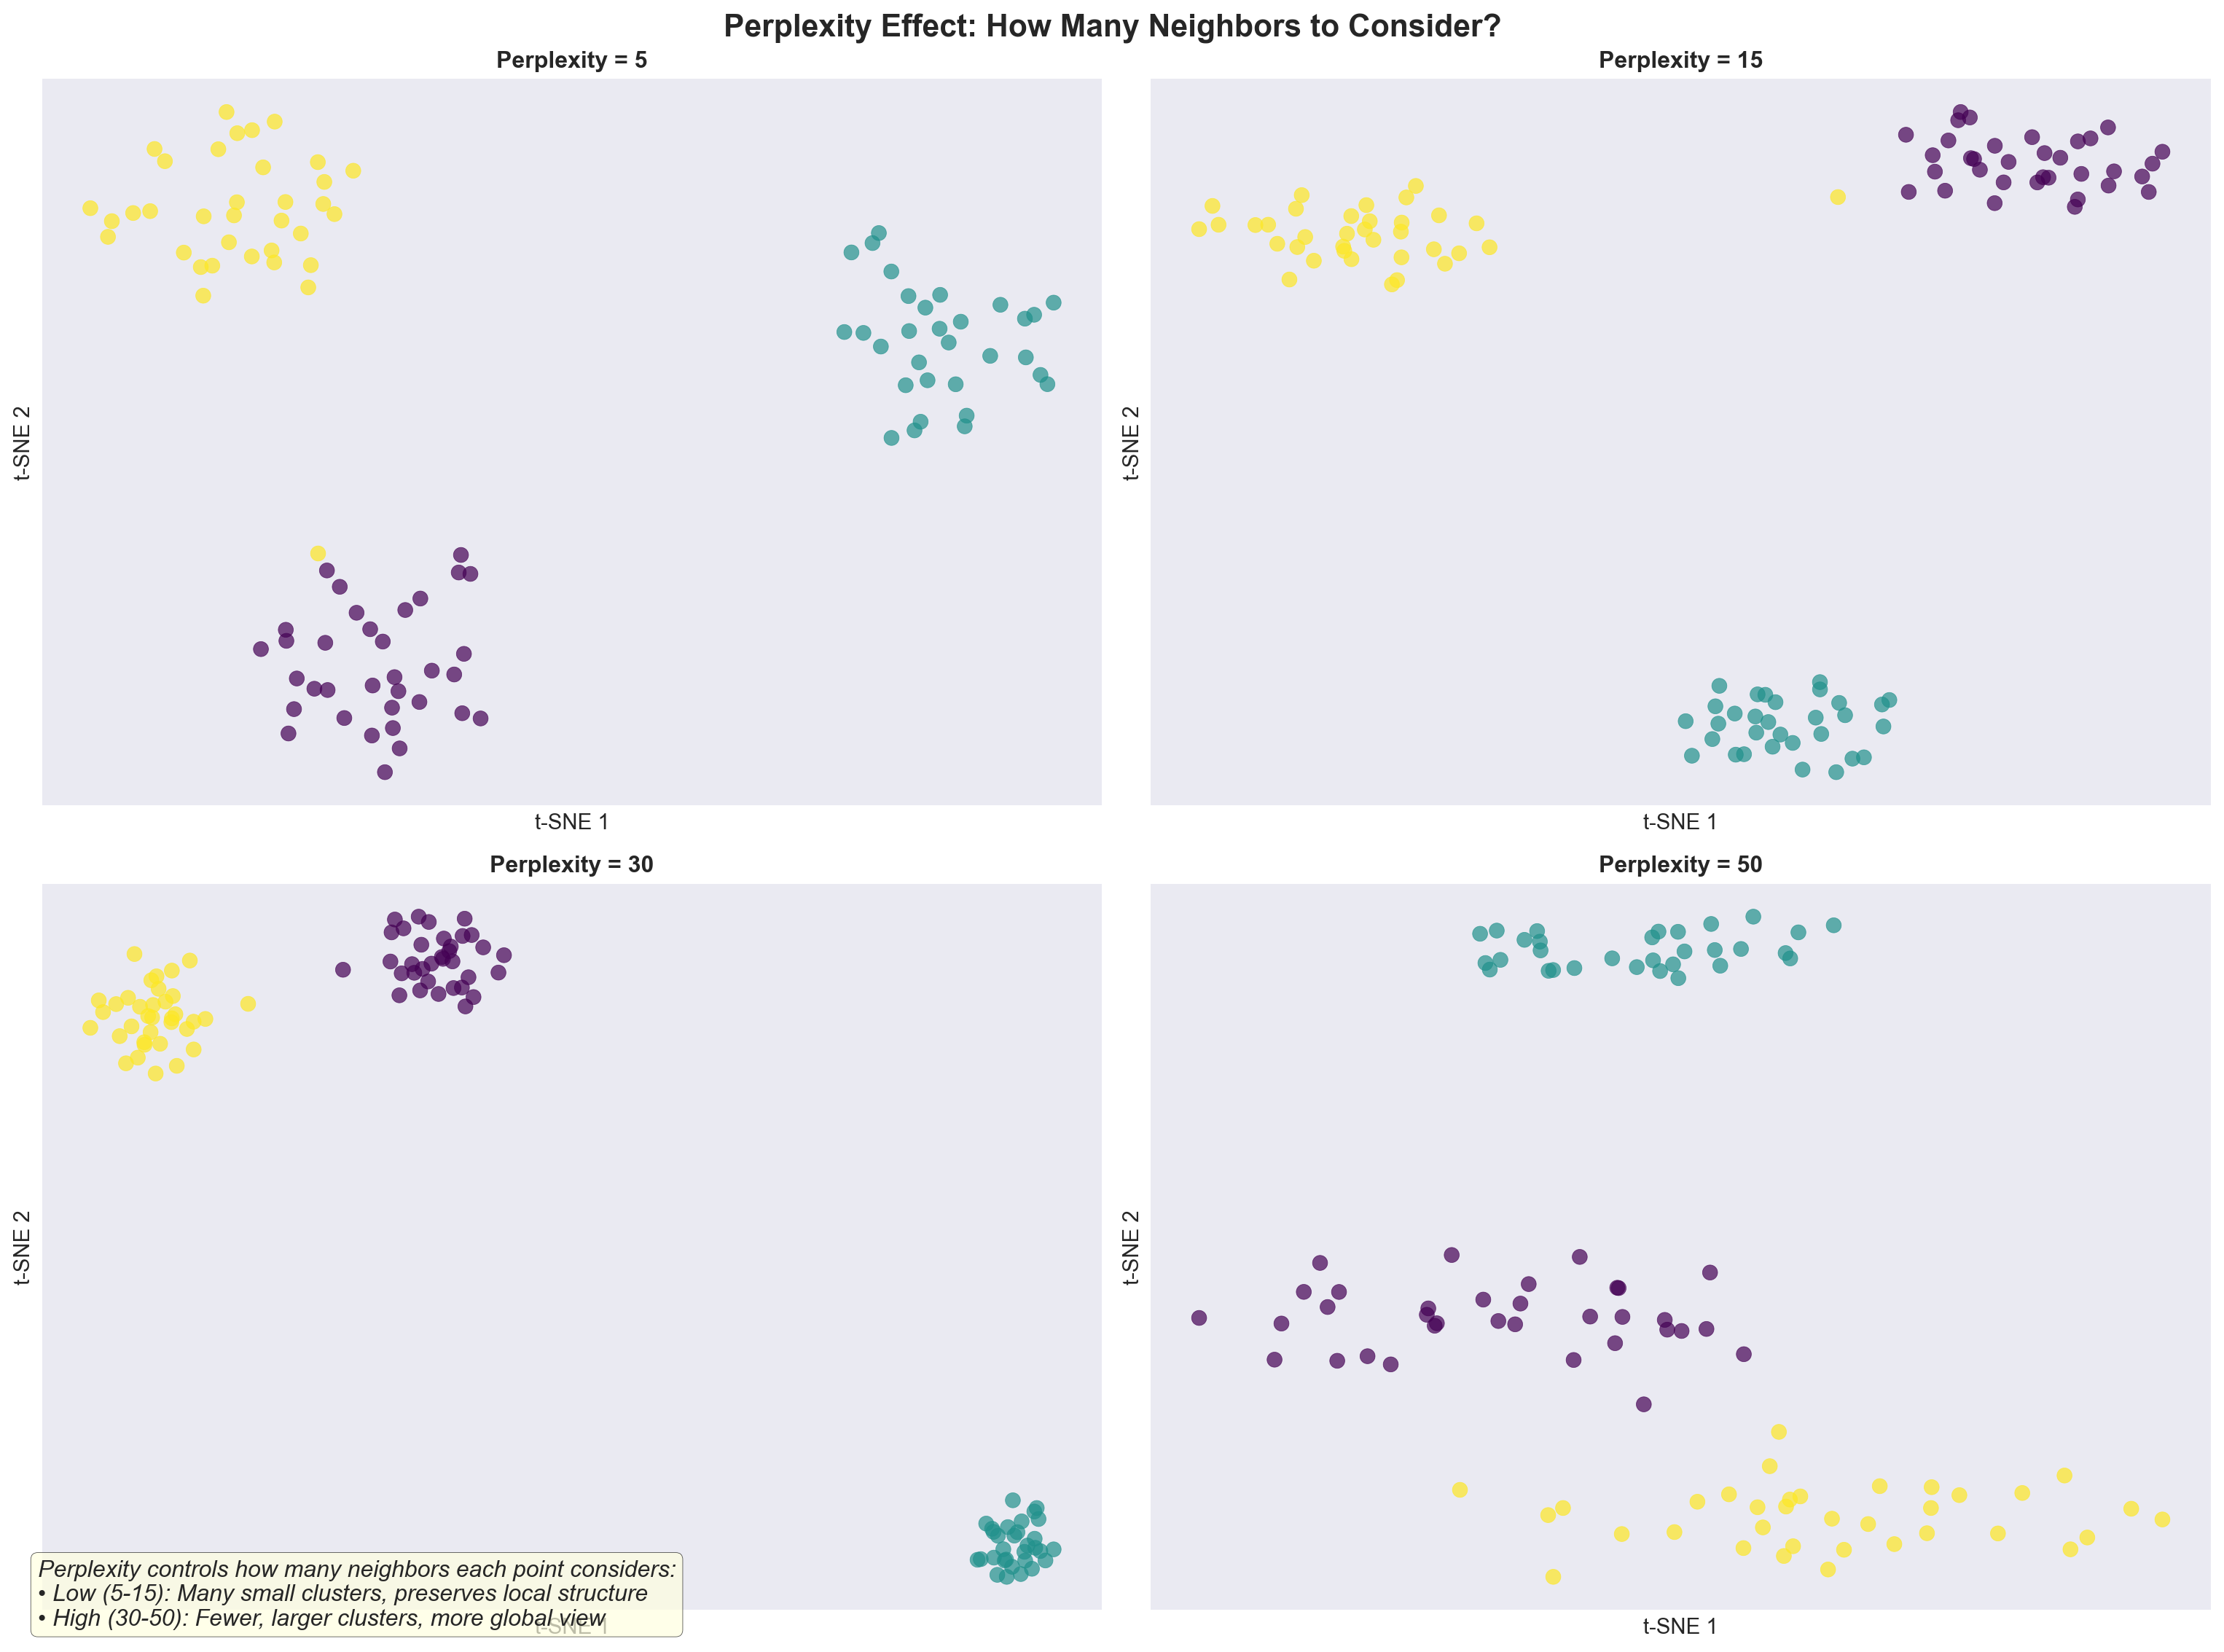 Perplexity Effect: How Many Neighbors to Consider?
Perplexity = 5
t-SNE 2
t-SNE 1
Perplexity = 15
t-SNE 2
t-SNE 1
Perplexity = 30
t-SNE 2
t-SNE 1
Perplexity = 50
t-SNE 2
t-SNE 1
Perplexity controls how many neighbors each point considers:
• Low (5-15): Many small clusters, preserves local structure
• High (30-50): Fewer, larger clusters, more global view